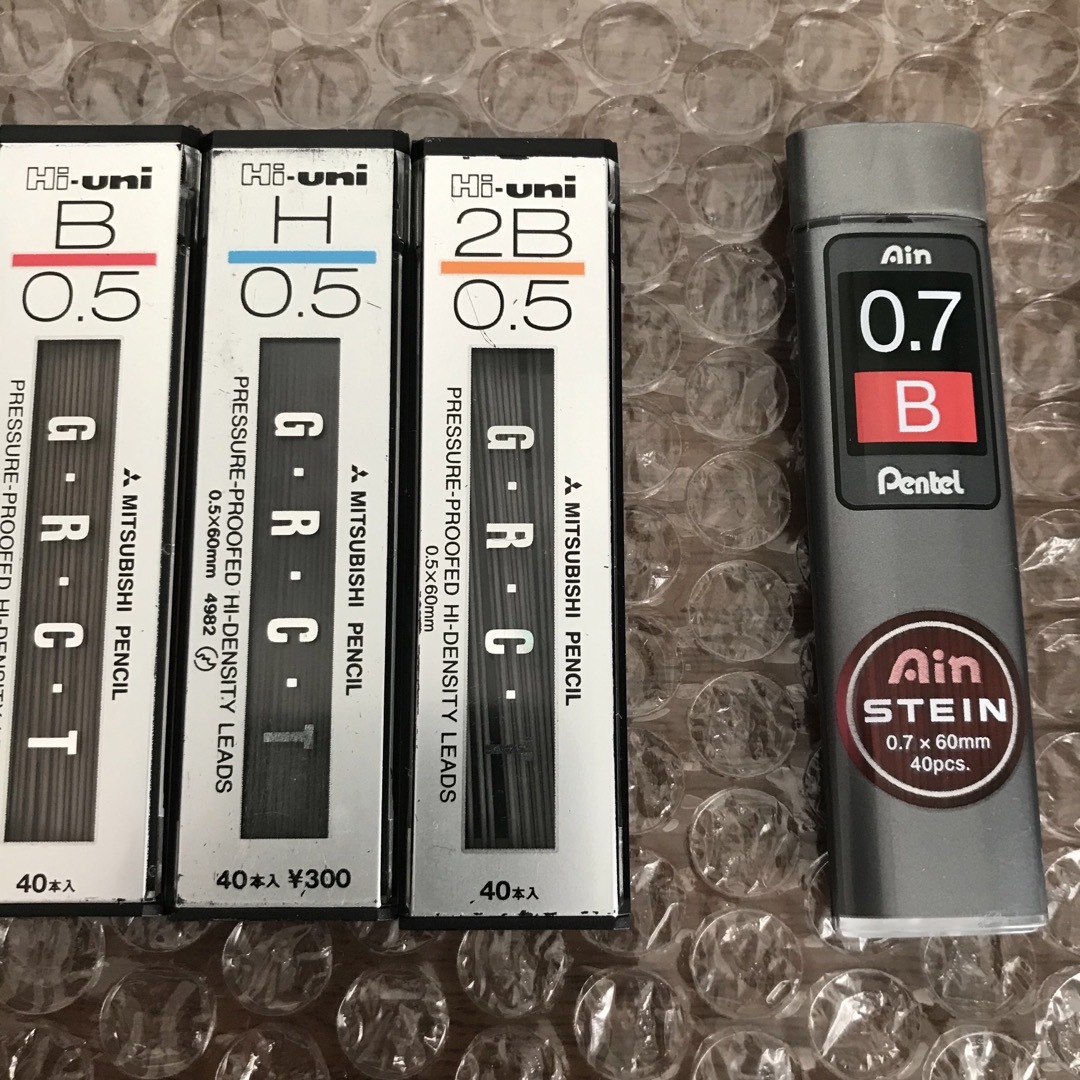 Hi-uni
B
0.5
G·R·C·T
MITSUBISHI PENCIL
PRESSURE-PROOFED HI-DENSITY
40本入
Hi-uni
H
0.5
G·R·C·T
MITSUBISHI PENCIL
PRESSURE-PROOFED HI-DENSITY LEADS
0.5×60mm 4982
40本入 ¥300
Hi-uni
2B
0.5
G·R·C·T
MITSUBISHI PENCIL
PRESSURE-PROOFED HI-DENSITY LEADS
0.5×60mm
40本入
Ain
0.7
B
Pentel
Ain
STEIN
0.7 × 60mm
40pcs.